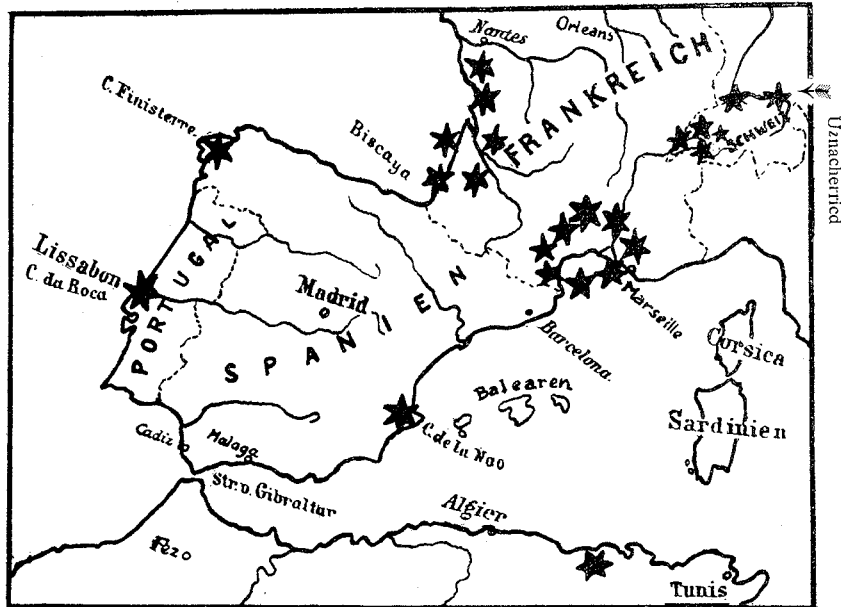 Nantes
Orleans
FRANKREICH
C. Finisterre
Biscaya
SCHWEIZ
Uznacherried
Lissabon
C. da Roca
PORTUGAL
Madrid
SPANIEN
Marseille
Barcelona.
Corsica
Balearen
Sardinien
C. de la Nao
Cadiz
Malaga
Str. v. Gibraltar
Algier
Fez
Tunis